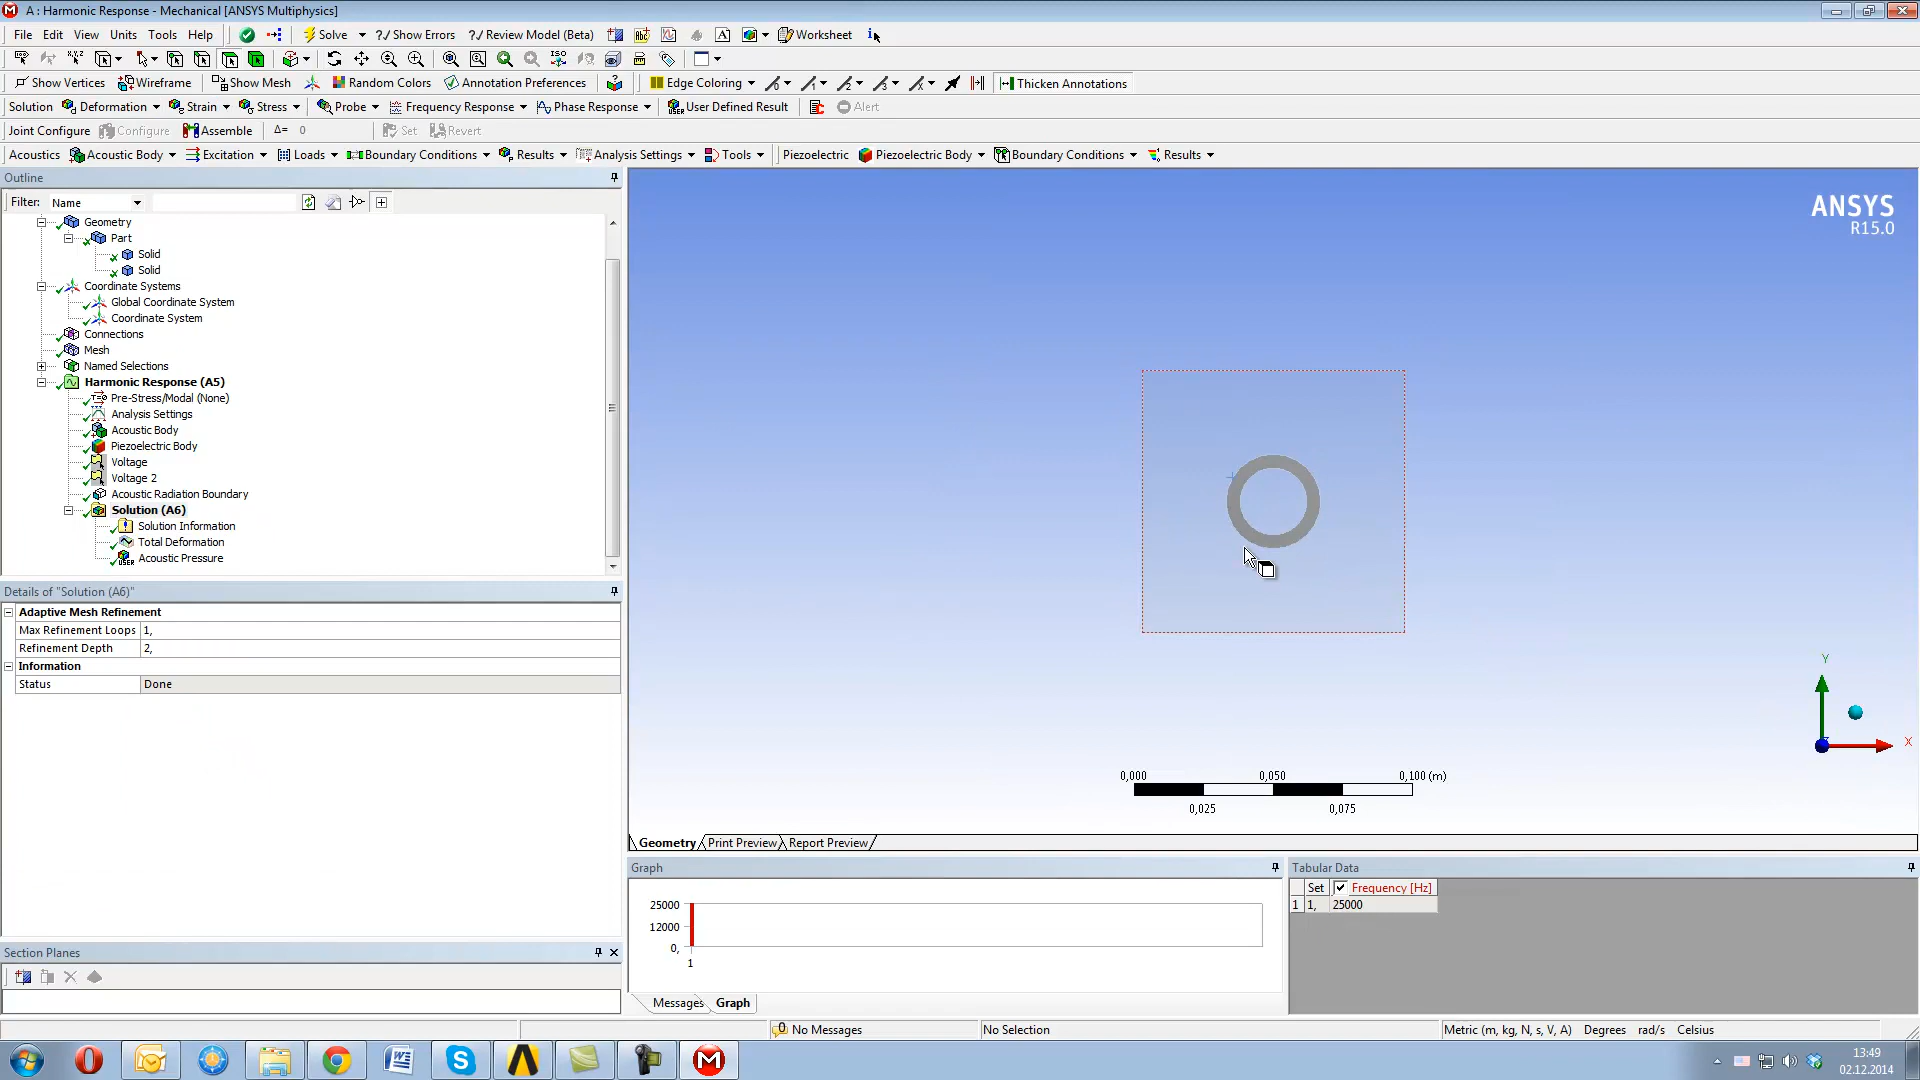 A : Harmonic Response - Mechanical [ANSYS Multiphysics]
File Edit View Units Tools Help Solve ?/ Show Errors ?/ Review Model (Beta) Worksheet
Show Vertices Wireframe Show Mesh Random Colors Annotation Preferences Edge Coloring Thicken Annotations
Solution Deformation Strain Stress Probe Frequency Response Phase Response User Defined Result Alert
Joint Configure Configure Assemble Δ= 0 Set Revert
Acoustics Acoustic Body Excitation Loads Boundary Conditions Results Analysis Settings Tools Piezoelectric Piezoelectric Body Boundary Conditions Results
Outline
Filter: Name
Geometry
Part
Solid
Solid
Coordinate Systems
Global Coordinate System
Coordinate System
Connections
Mesh
Named Selections
Harmonic Response (A5)
Pre-Stress/Modal (None)
Analysis Settings
Acoustic Body
Piezoelectric Body
Voltage
Voltage 2
Acoustic Radiation Boundary
Solution (A6)
Solution Information
Total Deformation
Acoustic Pressure
Details of "Solution (A6)"
Adaptive Mesh Refinement
Max Refinement Loops 1,
Refinement Depth 2,
Information
Status Done
Section Planes
ANSYS
R15.0
Y
X
0,000 0,050 0,100 (m)
0,025 0,075
Geometry Print Preview Report Preview
Graph
25000
12000
0,
1
Messages Graph
Tabular Data
Set Frequency [Hz]
1 1, 25000
No Messages No Selection Metric (m, kg, N, s, V, A) Degrees rad/s Celsius
13:49
02.12.2014